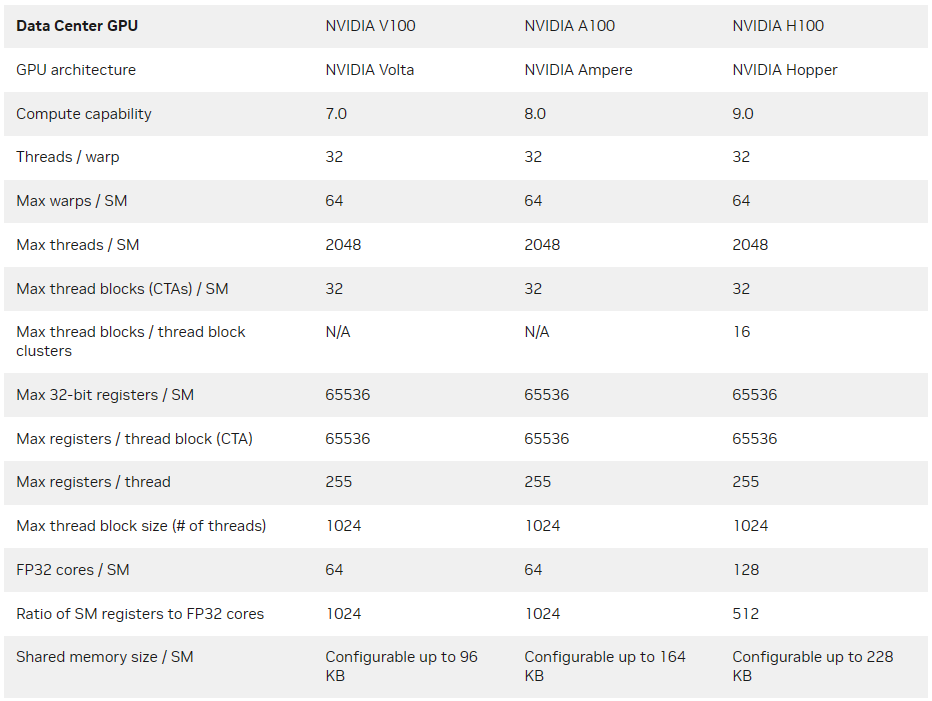 Data Center GPU NVIDIA V100 NVIDIA A100 NVIDIA H100
GPU architecture NVIDIA Volta NVIDIA Ampere NVIDIA Hopper
Compute capability 7.0 8.0 9.0
Threads / warp 32 32 32
Max warps / SM 64 64 64
Max threads / SM 2048 2048 2048
Max thread blocks (CTAs) / SM 32 32 32
Max thread blocks / thread block N/A N/A 16
clusters
Max 32-bit registers / SM 65536 65536 65536
Max registers / thread block (CTA) 65536 65536 65536
Max registers / thread 255 255 255
Max thread block size (# of threads) 1024 1024 1024
FP32 cores / SM 64 64 128
Ratio of SM registers to FP32 cores 1024 1024 512
Shared memory size / SM Configurable up to 96 Configurable up to 164 Configurable up to 228
KB KB KB